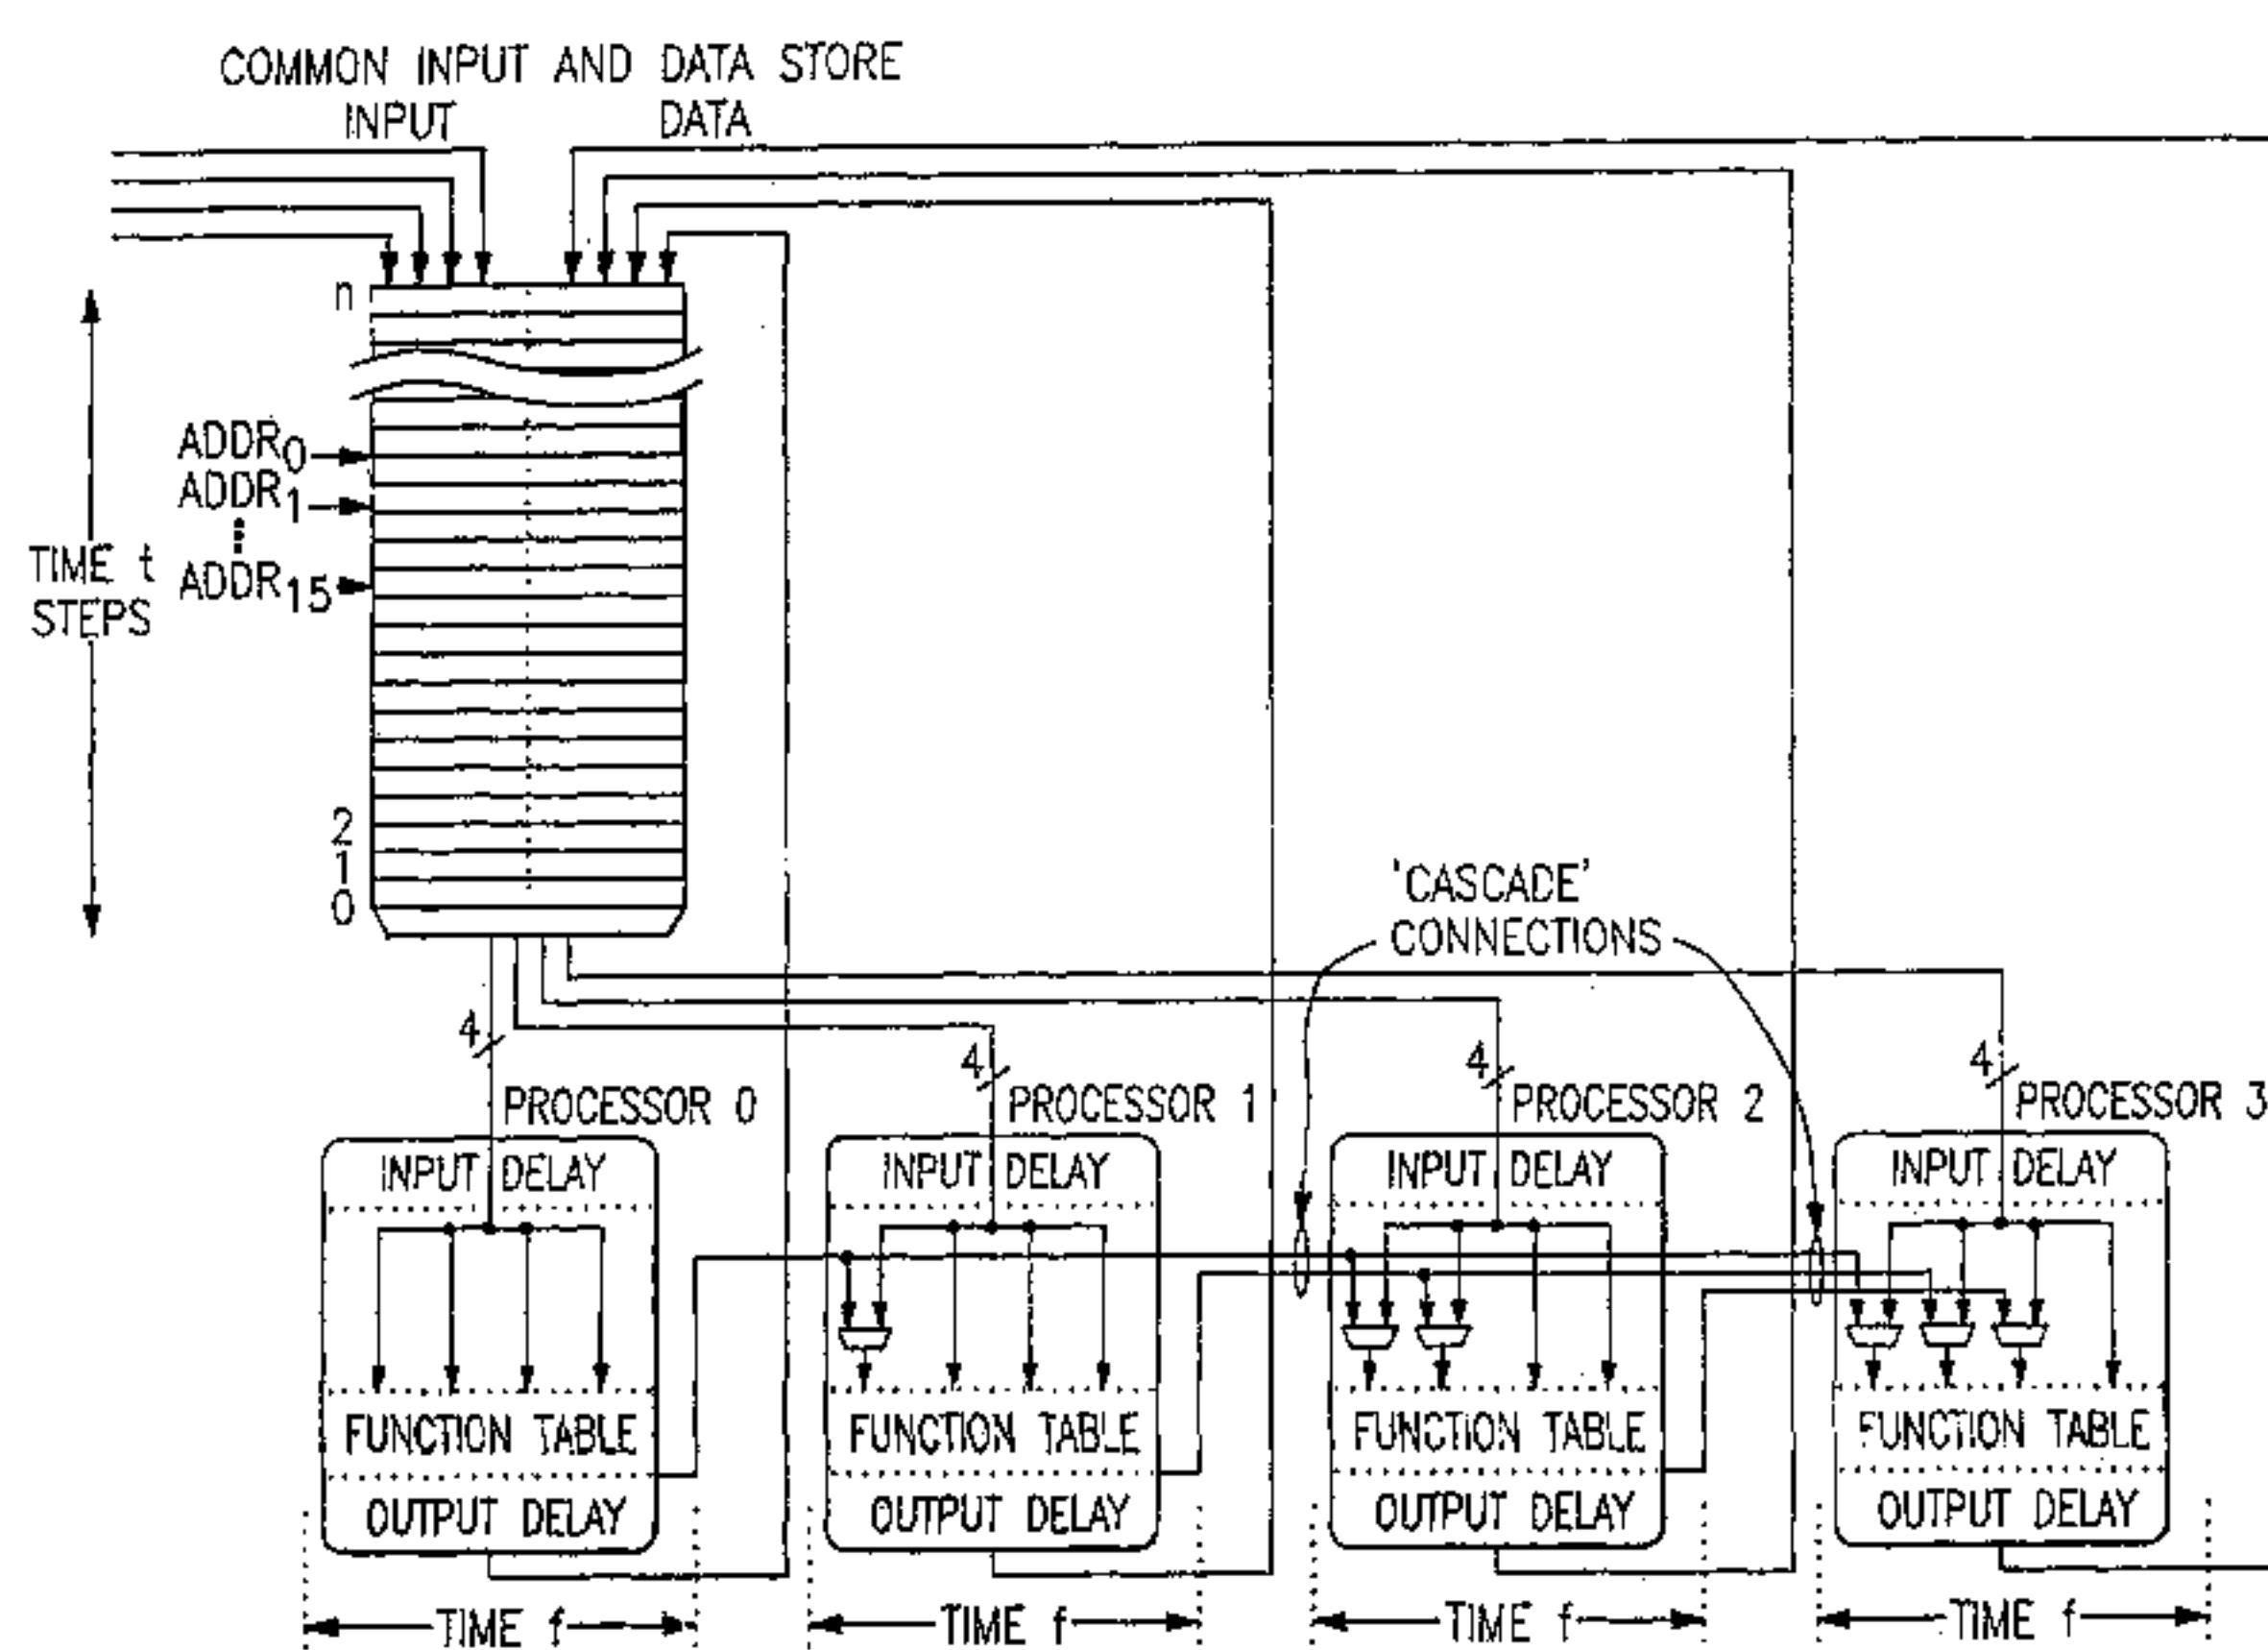 COMMON INPUT AND DATA STORE
INPUT DATA
n
ADDR0
ADDR1
ADDR15
TIME t
STEPS
2
1
0
'CASCADE'
CONNECTIONS
4 4 4 4
PROCESSOR 0 PROCESSOR 1 PROCESSOR 2 PROCESSOR 3
INPUT DELAY INPUT DELAY INPUT DELAY INPUT DELAY
FUNCTION TABLE FUNCTION TABLE FUNCTION TABLE FUNCTION TABLE
OUTPUT DELAY OUTPUT DELAY OUTPUT DELAY OUTPUT DELAY
TIME f TIME f TIME f TIME f